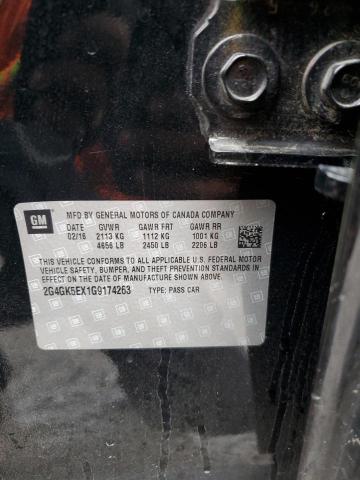 GM
MFD BY GENERAL MOTORS OF CANADA COMPANY
DATE GVWR GAWR FRT GAWR RR
02/16 2113 KG 1112 KG 1001 KG
4656 LB 2450 LB 2206 LB
THIS VEHICLE CONFORMS TO ALL APPLICABLE U.S. FEDERAL MOTOR
VEHICLE SAFETY, BUMPER, AND THEFT PREVENTION STANDARDS
IN EFFECT ON THE DATE OF MANUFACTURE SHOWN ABOVE.
2G4GK5EX1G9174263 TYPE: PASS CAR